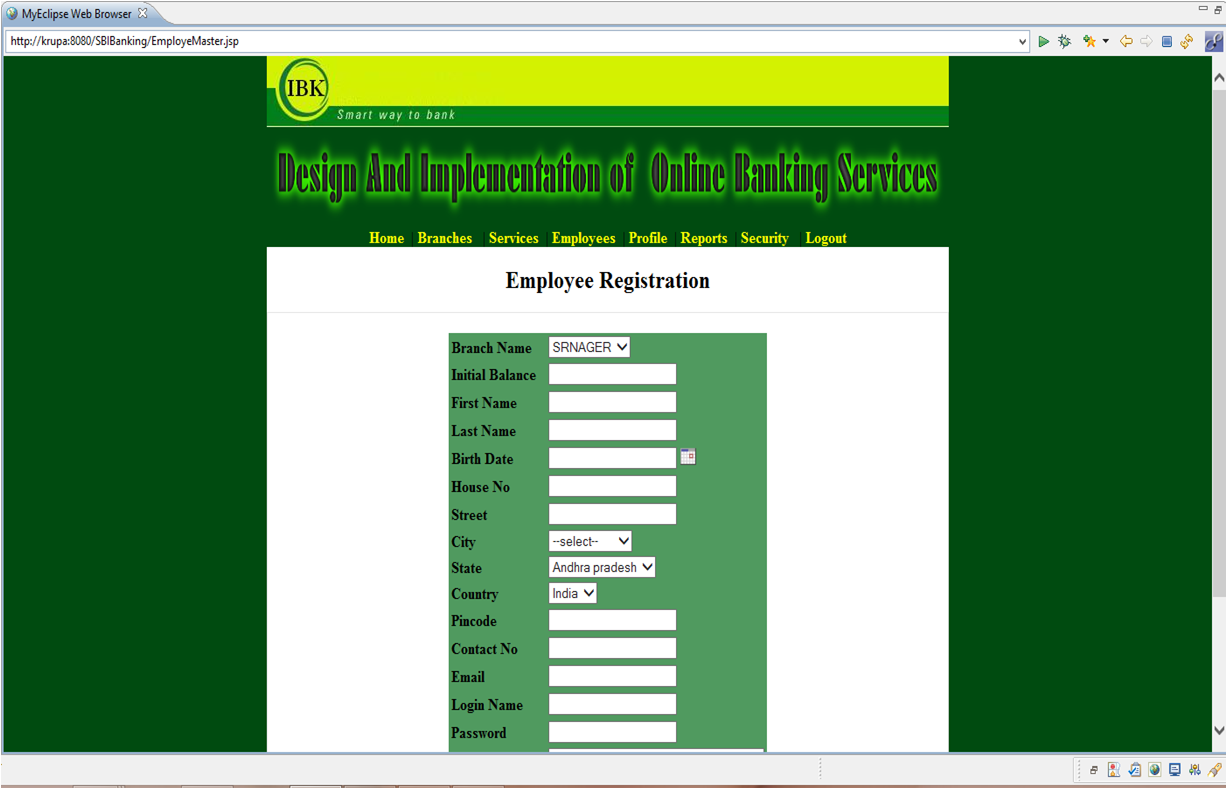 MyEclipse Web Browser
http://krupa:8080/SBIBanking/EmployeMaster.jsp
IBK
Smart way to bank
Design And Implementation of Online Banking Services
Home Branches Services Employees Profile Reports Security Logout
Employee Registration
Branch Name SRNAGER
Initial Balance
First Name
Last Name
Birth Date
House No
Street
City --select--
State Andhra pradesh
Country India
Pincode
Contact No
Email
Login Name
Password